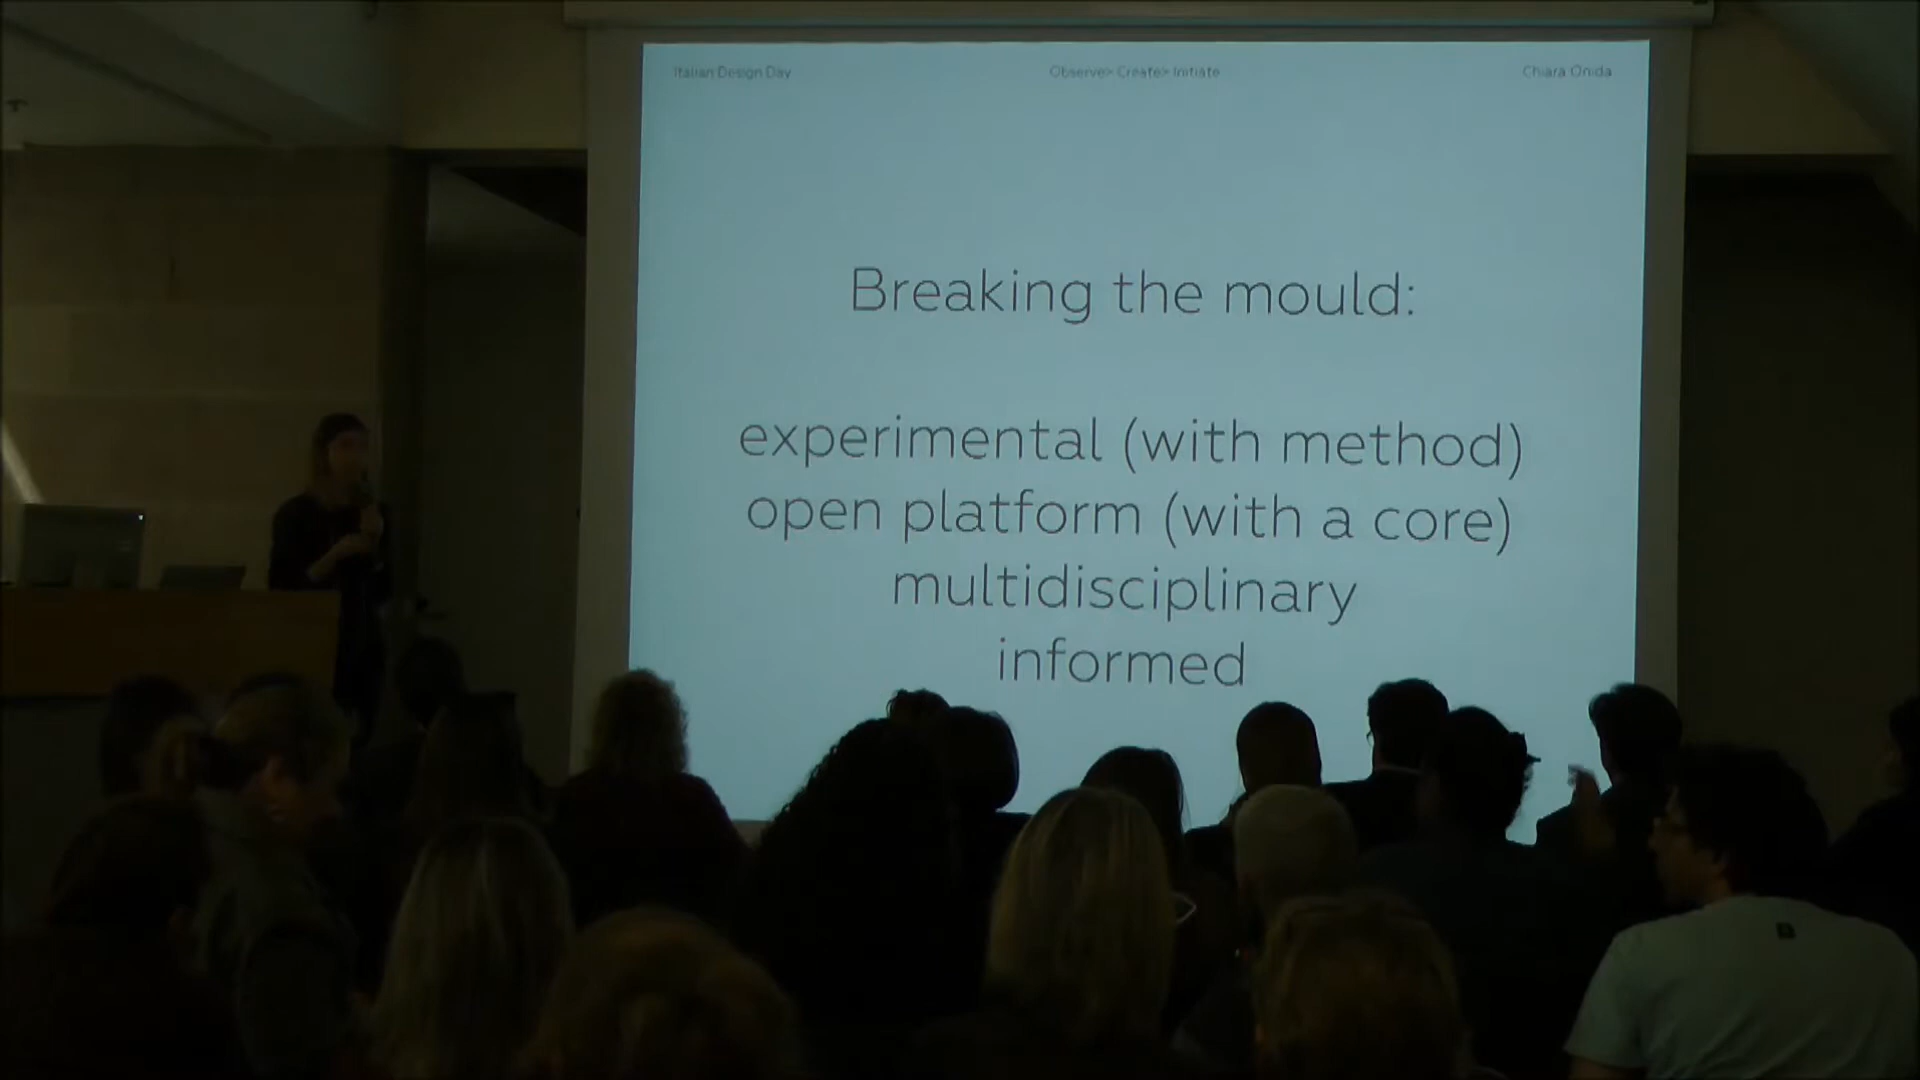 Italian Design Day
Observe> Create> Initiate
Chiara Onida
Breaking the mould:
experimental (with method)
open platform (with a core)
multidisciplinary
informed